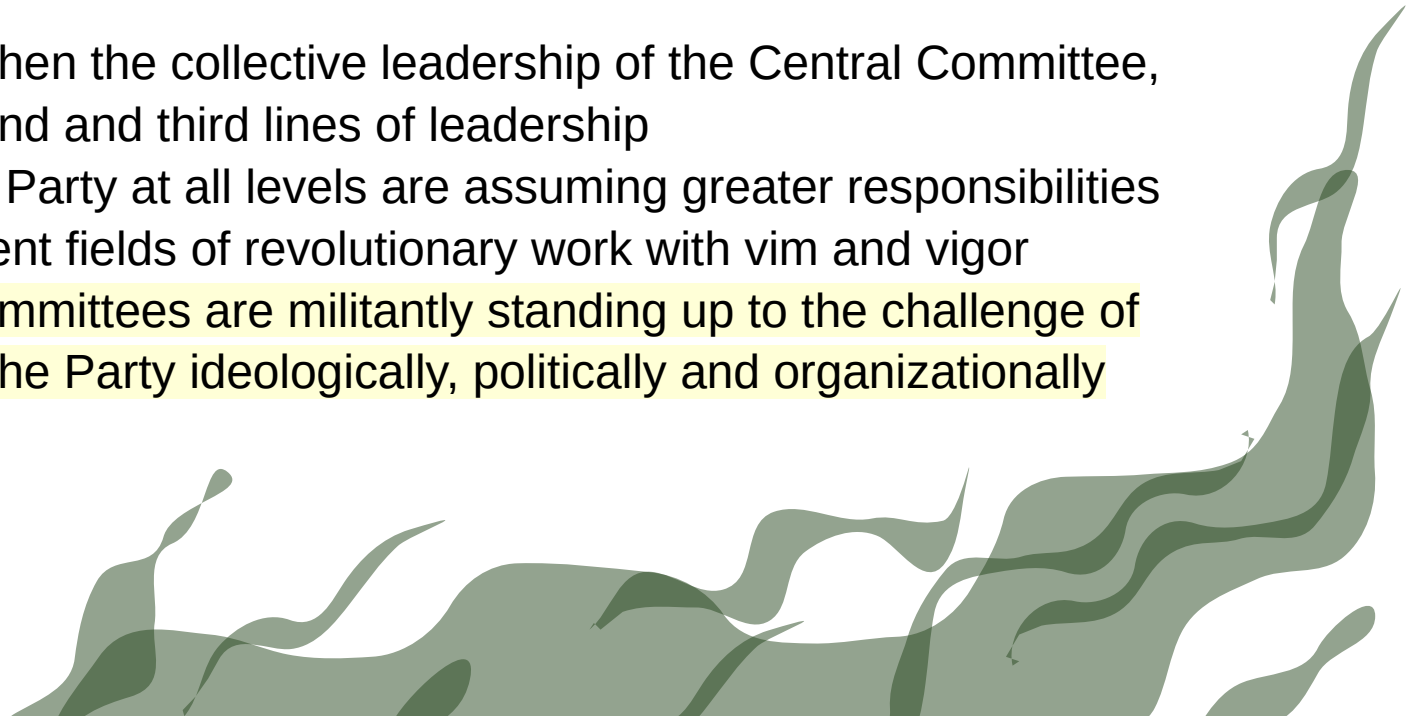 hen the collective leadership of the Central Committee,
nd and third lines of leadership
Party at all levels are assuming greater responsibilities
ent fields of revolutionary work with vim and vigor
mmittees are militantly standing up to the challenge of
he Party ideologically, politically and organizationally